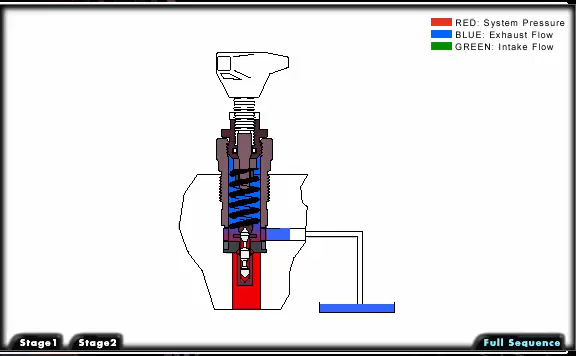 RED: System Pressure
BLUE: Exhaust Flow
GREEN: Intake Flow
Stage1 Stage2 Full Sequence